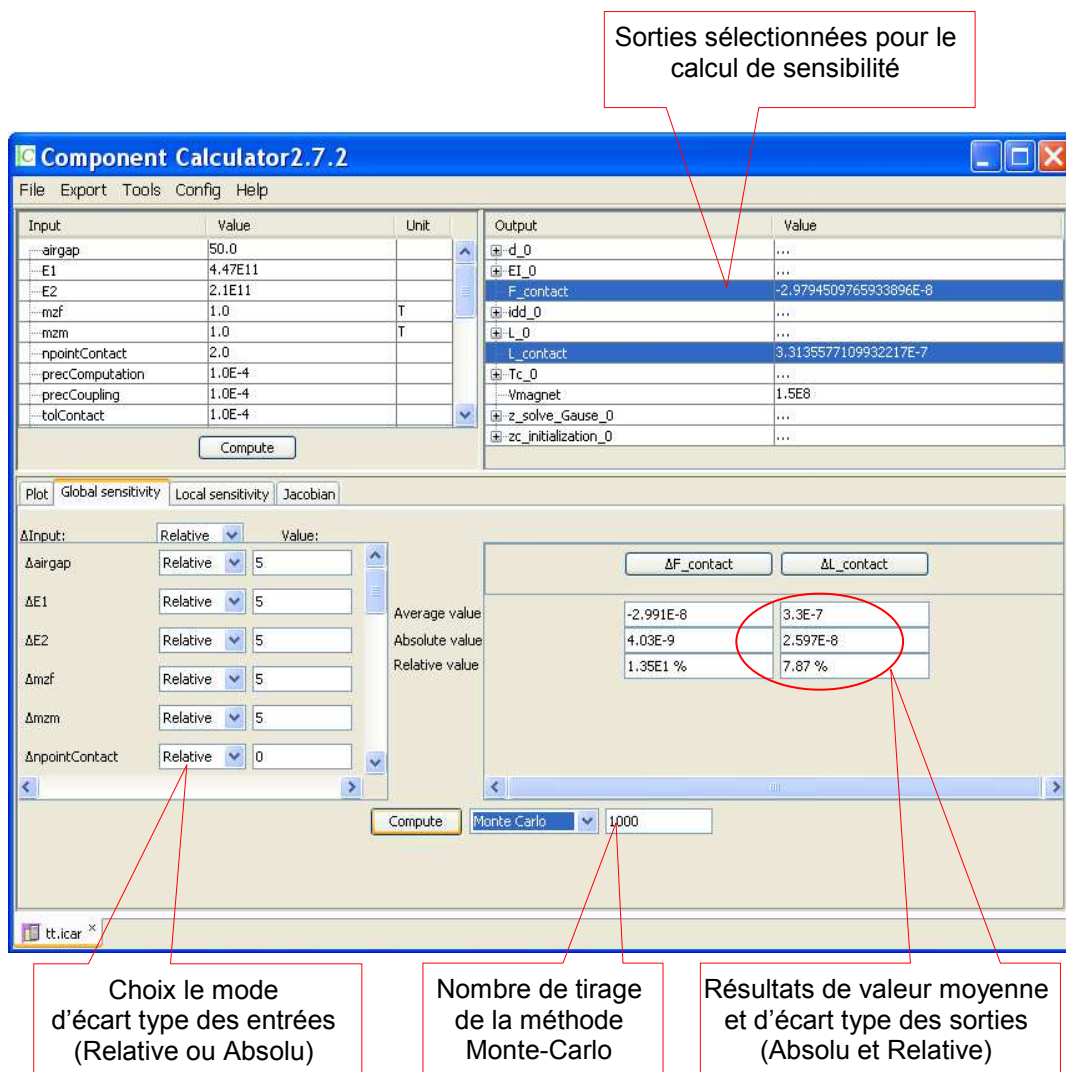 Sorties sélectionnées pour le
calcul de sensibilité
Component Calculator2.7.2
File Export Tools Config Help
Input Value Unit
airgap 50.0
E1 4.47E11
E2 2.1E11
mzf 1.0 T
mzm 1.0 T
npointContact 2.0
precComputation 1.0E-4
precCoupling 1.0E-4
tolContact 1.0E-4
Compute
Output Value
d_0 ...
EI_0 ...
F_contact -2.9794509765933896E-8
idd_0 ...
L_0 ...
L_contact 3.3135577109932217E-7
Tc_0 ...
Vmagnet 1.5E8
z_solve_Gause_0 ...
zc_initialization_0 ...
Plot Global sensitivity Local sensitivity Jacobian
ΔInput: Relative Value:
Δairgap Relative 5
ΔE1 Relative 5
ΔE2 Relative 5
Δmzf Relative 5
Δmzm Relative 5
ΔnpointContact Relative 0
ΔF_contact ΔL_contact
Average value -2.991E-8 3.3E-7
Absolute value 4.03E-9 2.597E-8
Relative value 1.35E1 % 7.87 %
Compute Monte Carlo 1000
tt.icar
Choix le mode
d'écart type des entrées
(Relative ou Absolu)
Nombre de tirage
de la méthode
Monte-Carlo
Résultats de valeur moyenne
et d'écart type des sorties
(Absolu et Relative)